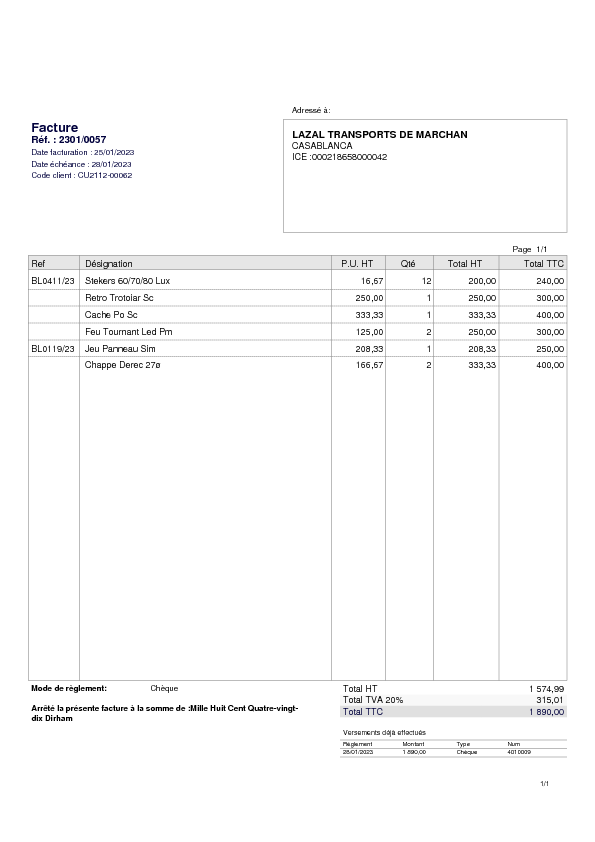 Adressé à:
Facture
Réf. : 2301/0057
Date facturation : 25/01/2023
Date échéance : 28/01/2023
Code client : CU2112-00062
LAZAL TRANSPORTS DE MARCHAN
CASABLANCA
ICE :000218658000042
Page 1/1
Ref Désignation P.U. HT Qté Total HT Total TTC
BL0411/23 Stekers 60/70/80 Lux 16,67 12 200,00 240,00
Retro Trotolar Sc 250,00 1 250,00 300,00
Cache Po Sc 333,33 1 333,33 400,00
Feu Tournant Led Pm 125,00 2 250,00 300,00
BL0119/23 Jeu Panneau Sim 208,33 1 208,33 250,00
Chappe Derec 27ø 166,67 2 333,33 400,00
Mode de règlement: Chèque
Total HT 1 574,99
Total TVA 20% 315,01
Total TTC 1 890,00
Arrêté la présente facture à la somme de :Mille Huit Cent Quatre-vingt-
dix Dirham
Versements déjà effectués
Règlement Montant Type Num
28/01/2023 1 890,00 Chèque 4010009
1/1